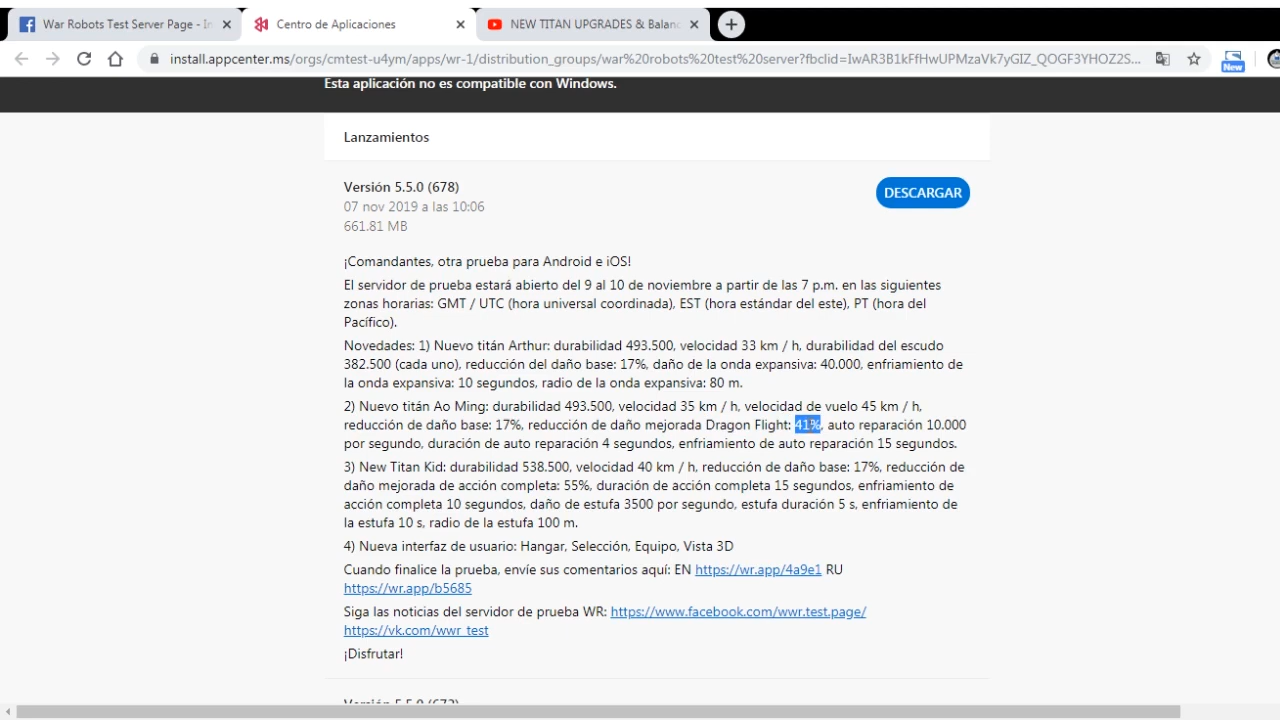 War Robots Test Server Page - In
Centro de Aplicaciones
NEW TITAN UPGRADES & Balanc
install.appcenter.ms/orgs/cmtest-u4ym/apps/wr-1/distribution_groups/war%20robots%20test%20server?fbclid=IwAR3B1kFfHwUPMzaVk7yGIZ_QOGF3YHOZ2S...
New
Esta aplicación no es compatible con Windows.
Lanzamientos
Versión 5.5.0 (678)
DESCARGAR
07 nov 2019 a las 10:06
661.81 MB
¡Comandantes, otra prueba para Android e iOS!
El servidor de prueba estará abierto del 9 al 10 de noviembre a partir de las 7 p.m. en las siguientes
zonas horarias: GMT / UTC (hora universal coordinada), EST (hora estándar del este), PT (hora del
Pacífico).
Novedades: 1) Nuevo titán Arthur: durabilidad 493.500, velocidad 33 km / h, durabilidad del escudo
382.500 (cada uno), reducción del daño base: 17%, daño de la onda expansiva: 40.000, enfriamiento de
la onda expansiva: 10 segundos, radio de la onda expansiva: 80 m.
2) Nuevo titán Ao Ming: durabilidad 493.500, velocidad 35 km / h, velocidad de vuelo 45 km / h,
reducción de daño base: 17%, reducción de daño mejorada Dragon Flight: 41%, auto reparación 10.000
por segundo, duración de auto reparación 4 segundos, enfriamiento de auto reparación 15 segundos.
3) New Titan Kid: durabilidad 538.500, velocidad 40 km / h, reducción de daño base: 17%, reducción de
daño mejorada de acción completa: 55%, duración de acción completa 15 segundos, enfriamiento de
acción completa 10 segundos, daño de estufa 3500 por segundo, estufa duración 5 s, enfriamiento de
la estufa 10 s, radio de la estufa 100 m.
4) Nueva interfaz de usuario: Hangar, Selección, Equipo, Vista 3D
Cuando finalice la prueba, envíe sus comentarios aquí: EN https://wr.app/4a9e1 RU
https://wr.app/b5685
Siga las noticias del servidor de prueba WR: https://www.facebook.com/wwr.test.page/
https://vk.com/wwr_test
¡Disfrutar!
Versión 5.5.0 (673)